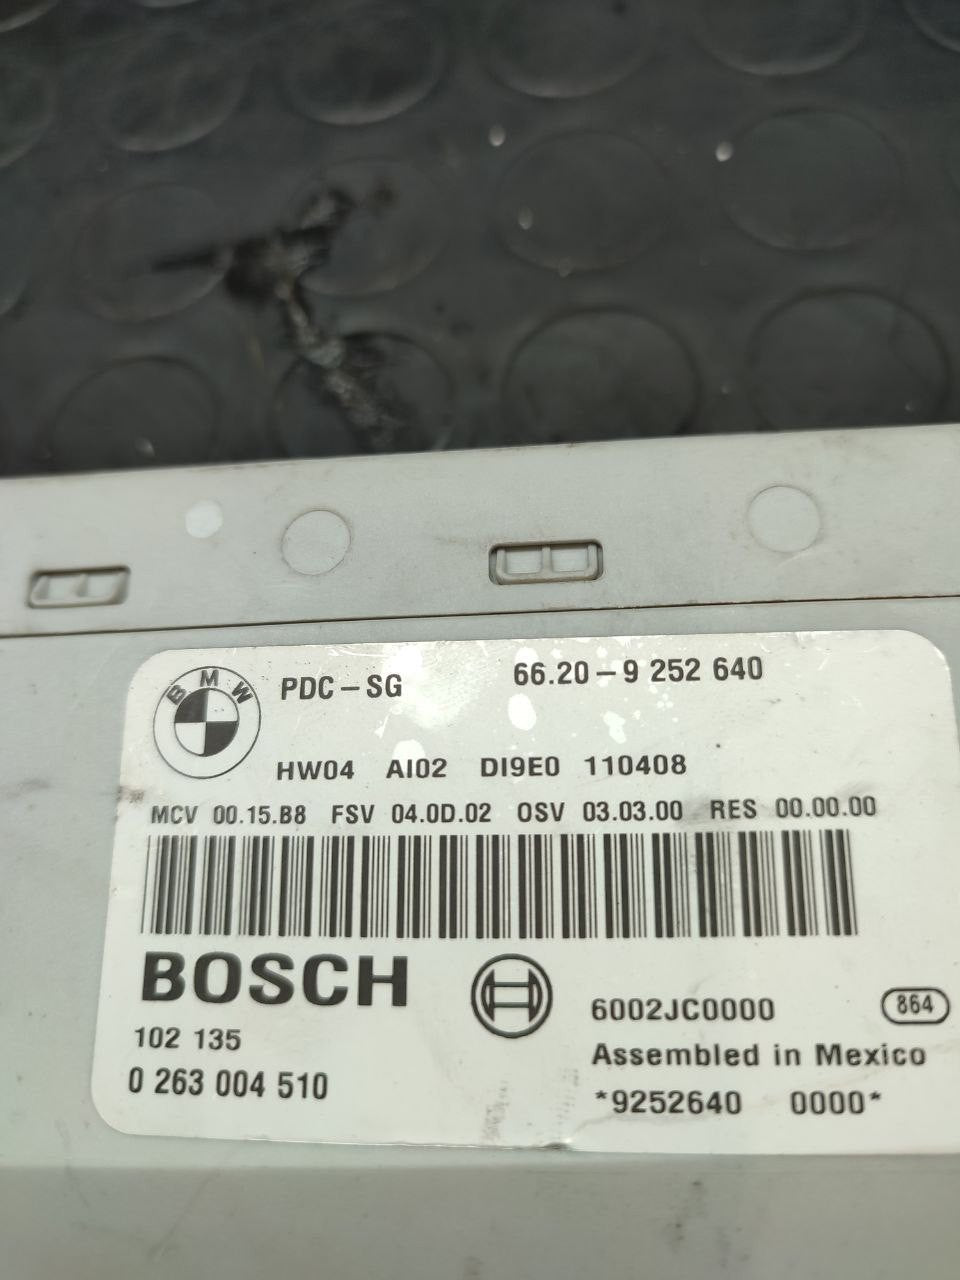 BMW
PDC-SG 66.20-9 252 640
HW04 AI02 DI9E0 110408
MCV 00.15.B8 FSV 04.0D.02 OSV 03.03.00 RES 00.00.00
BOSCH
6002JC0000 864
102 135
Assembled in Mexico
0 263 004 510
*9252640 0000*